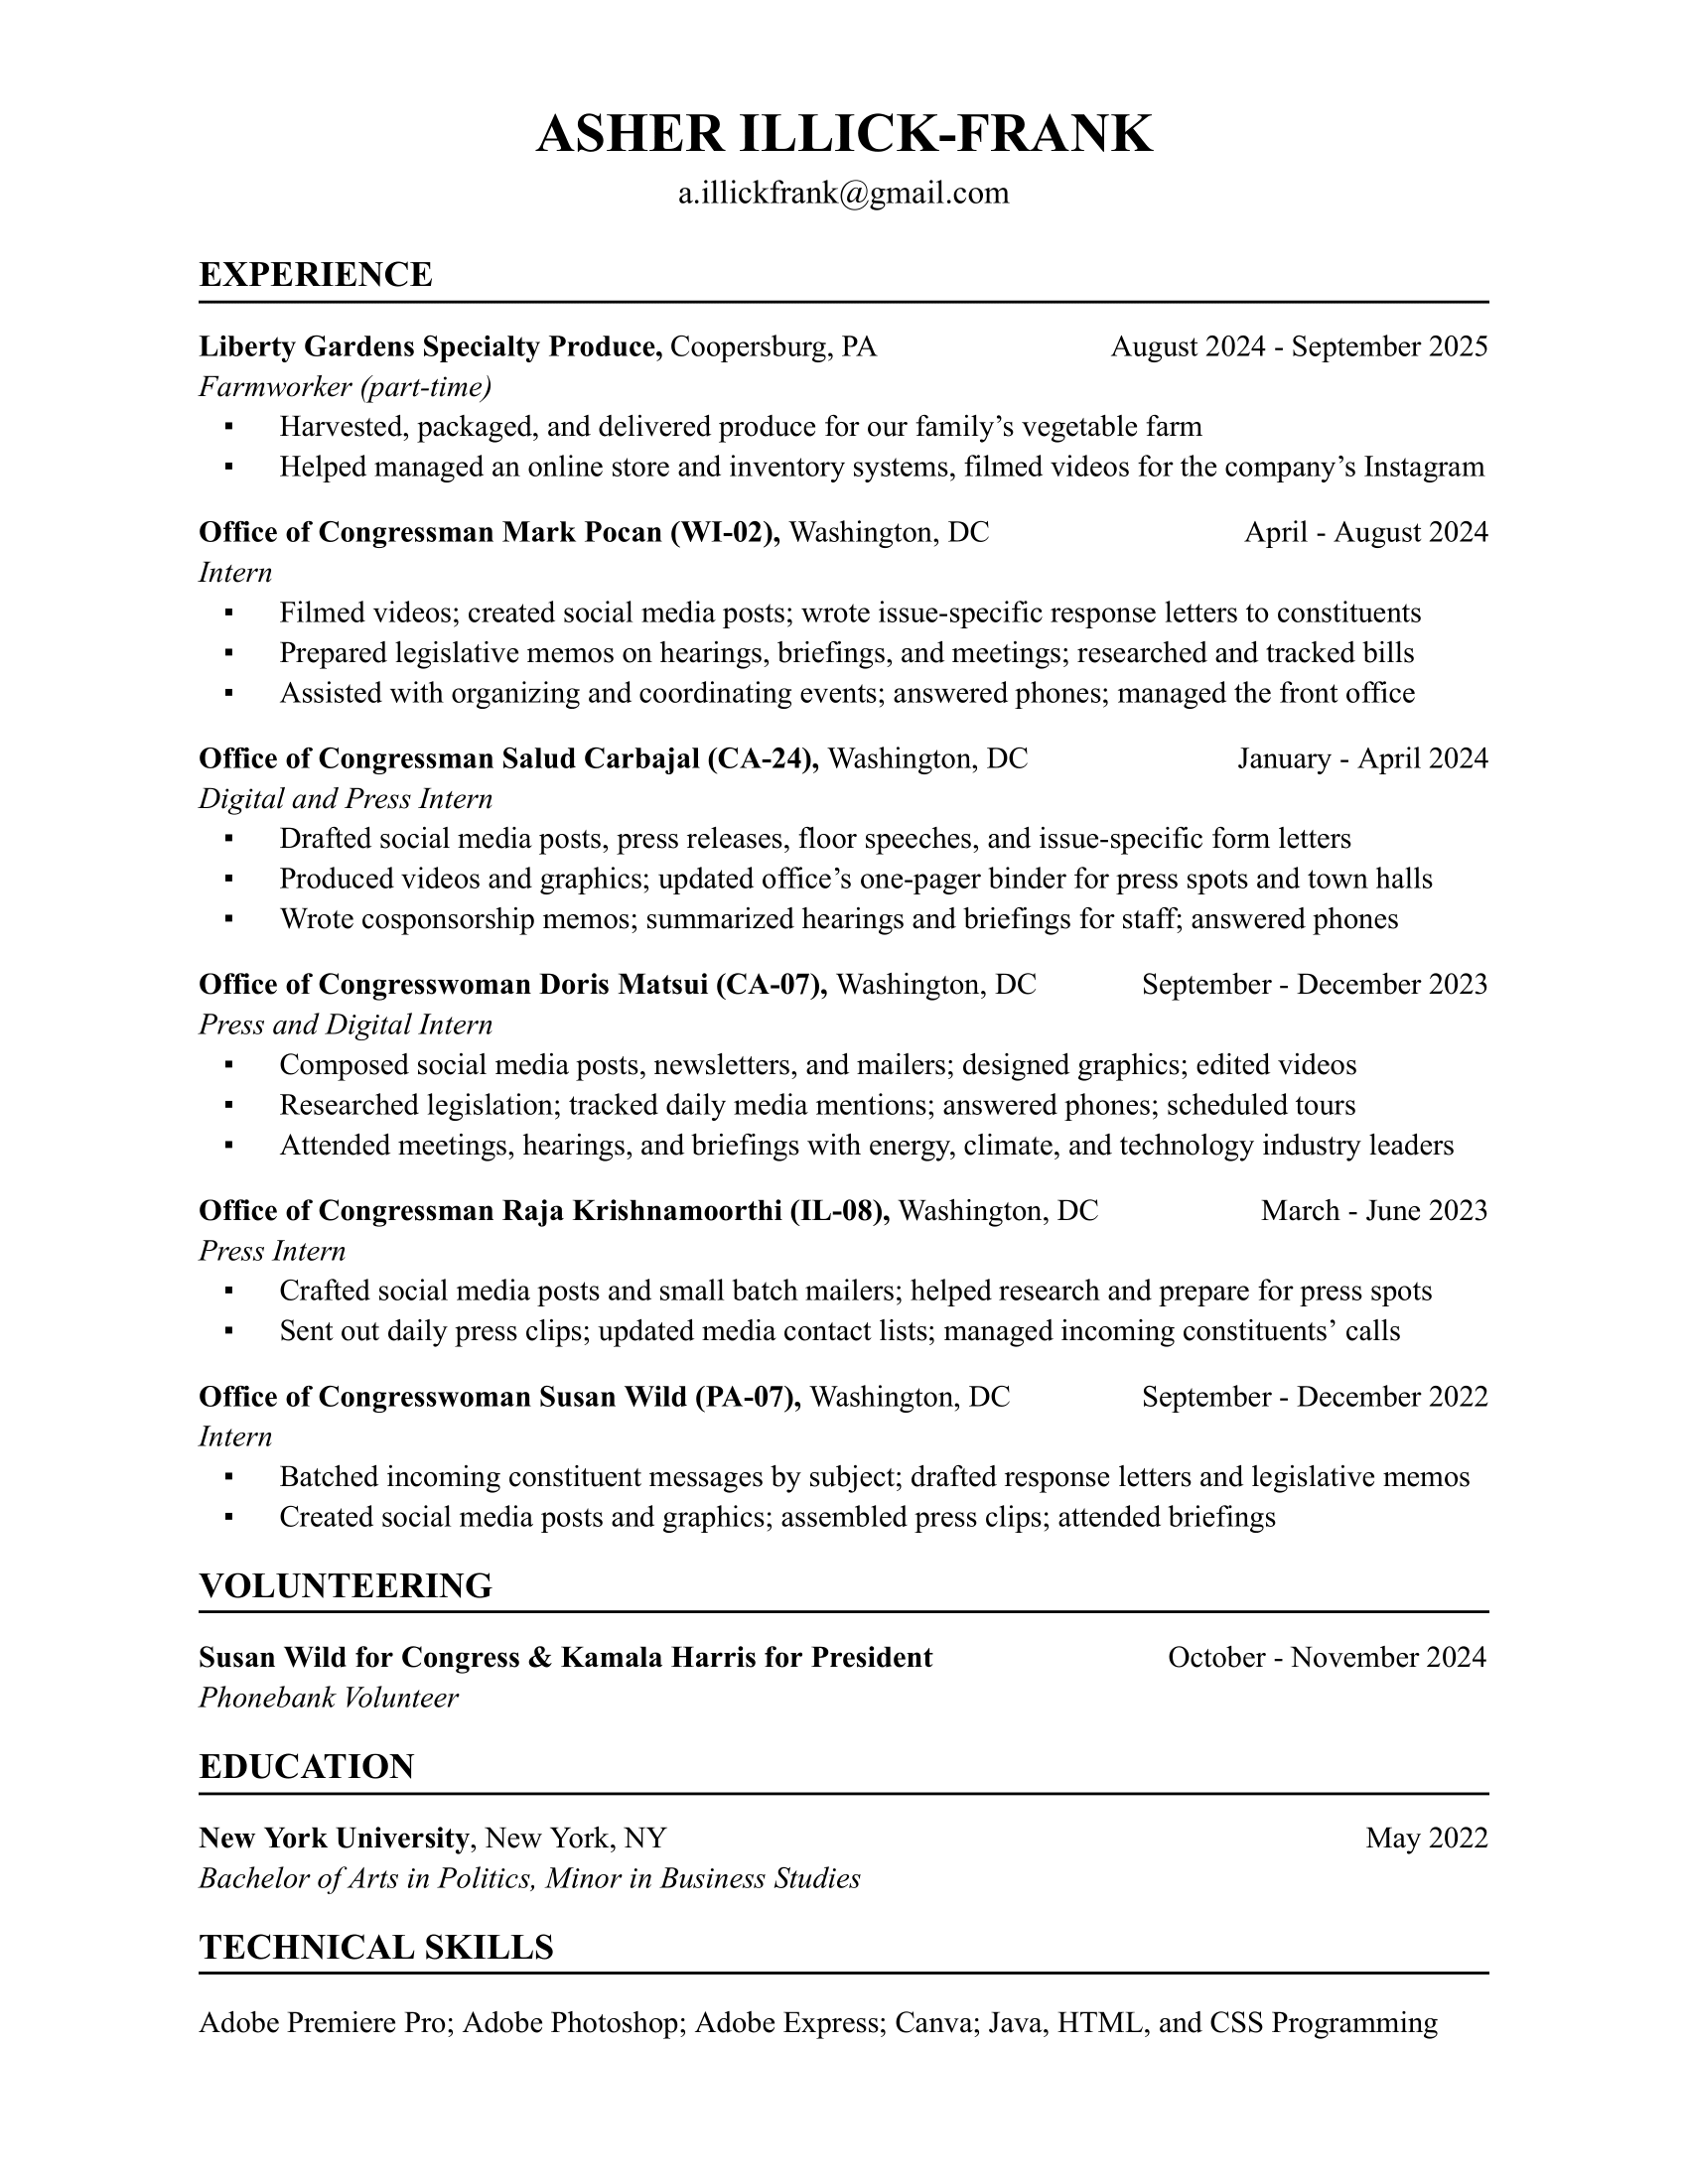 ASHER ILLICK-FRANK
a.illickfrank@gmail.com
EXPERIENCE
Liberty Gardens Specialty Produce, Coopersburg, PA August 2024 - September 2025
Farmworker (part-time)
▪ Harvested, packaged, and delivered produce for our family’s vegetable farm
▪ Helped managed an online store and inventory systems, filmed videos for the company’s Instagram
Office of Congressman Mark Pocan (WI-02), Washington, DC April - August 2024
Intern
▪ Filmed videos; created social media posts; wrote issue-specific response letters to constituents
▪ Prepared legislative memos on hearings, briefings, and meetings; researched and tracked bills
▪ Assisted with organizing and coordinating events; answered phones; managed the front office
Office of Congressman Salud Carbajal (CA-24), Washington, DC January - April 2024
Digital and Press Intern
▪ Drafted social media posts, press releases, floor speeches, and issue-specific form letters
▪ Produced videos and graphics; updated office’s one-pager binder for press spots and town halls
▪ Wrote cosponsorship memos; summarized hearings and briefings for staff; answered phones
Office of Congresswoman Doris Matsui (CA-07), Washington, DC September - December 2023
Press and Digital Intern
▪ Composed social media posts, newsletters, and mailers; designed graphics; edited videos
▪ Researched legislation; tracked daily media mentions; answered phones; scheduled tours
▪ Attended meetings, hearings, and briefings with energy, climate, and technology industry leaders
Office of Congressman Raja Krishnamoorthi (IL-08), Washington, DC March - June 2023
Press Intern
▪ Crafted social media posts and small batch mailers; helped research and prepare for press spots
▪ Sent out daily press clips; updated media contact lists; managed incoming constituents’ calls
Office of Congresswoman Susan Wild (PA-07), Washington, DC September - December 2022
Intern
▪ Batched incoming constituent messages by subject; drafted response letters and legislative memos
▪ Created social media posts and graphics; assembled press clips; attended briefings
VOLUNTEERING
Susan Wild for Congress & Kamala Harris for President October - November 2024
Phonebank Volunteer
EDUCATION
New York University, New York, NY May 2022
Bachelor of Arts in Politics, Minor in Business Studies
TECHNICAL SKILLS
Adobe Premiere Pro; Adobe Photoshop; Adobe Express; Canva; Java, HTML, and CSS Programming